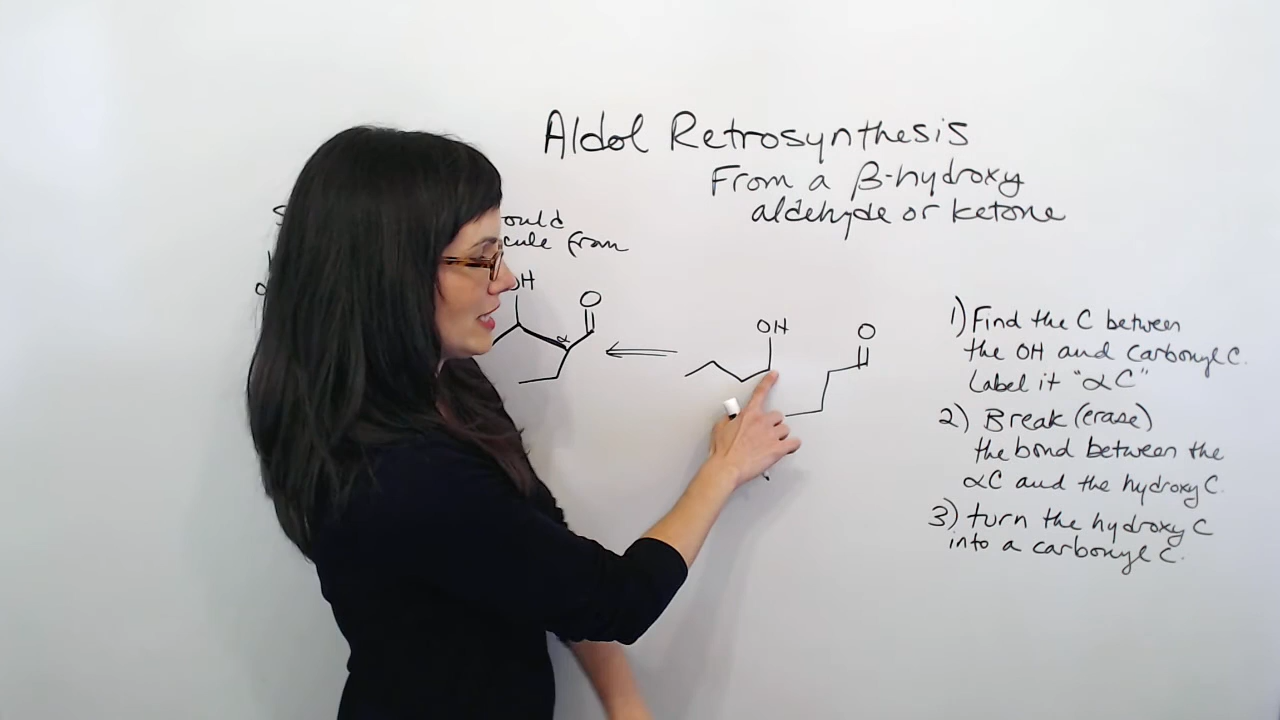 Aldol Retrosynthesis
From a β-hydroxy
aldehyde or ketone
cule from
OH
O
α
OH
O
1) Find the C between
the OH and carbonyl C.
Label it "αC"
2) Break (erase)
the bond between the
αC and the hydroxy C.
3) turn the hydroxy C
into a carbonyl C.